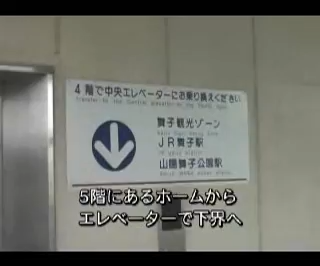 4階で中央エレベーターにお乗り換えください
舞子観光ゾーン
JR舞子駅
山陽舞子公園駅
5階にあるホームから
エレベーターで下界へ